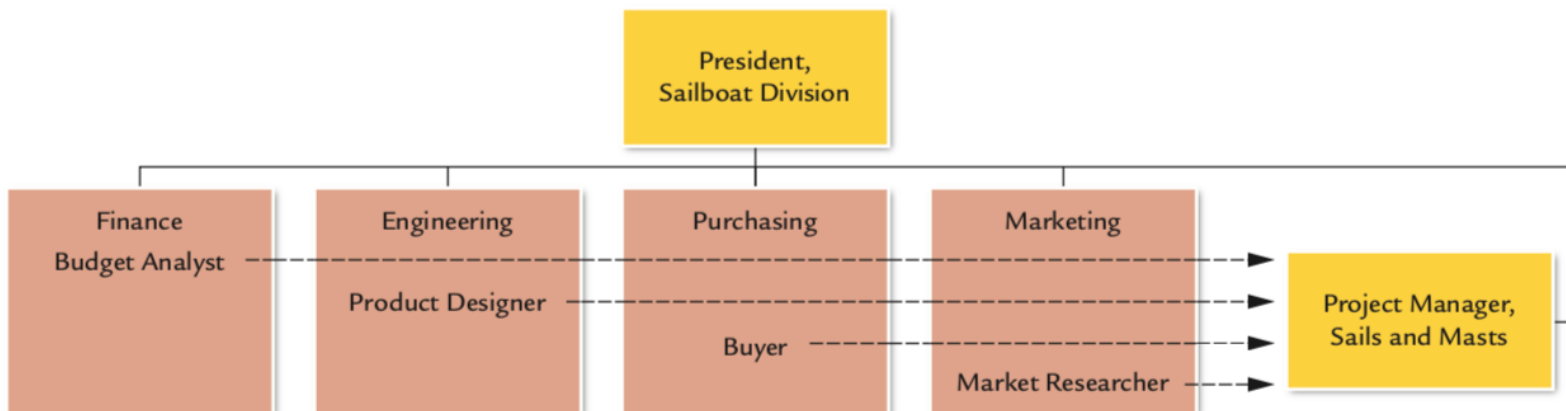 President,
Sailboat Division
Finance
Engineering
Purchasing
Marketing
Budget Analyst
Product Designer
Project Manager,
Sails and Masts
Buyer
Market Researcher